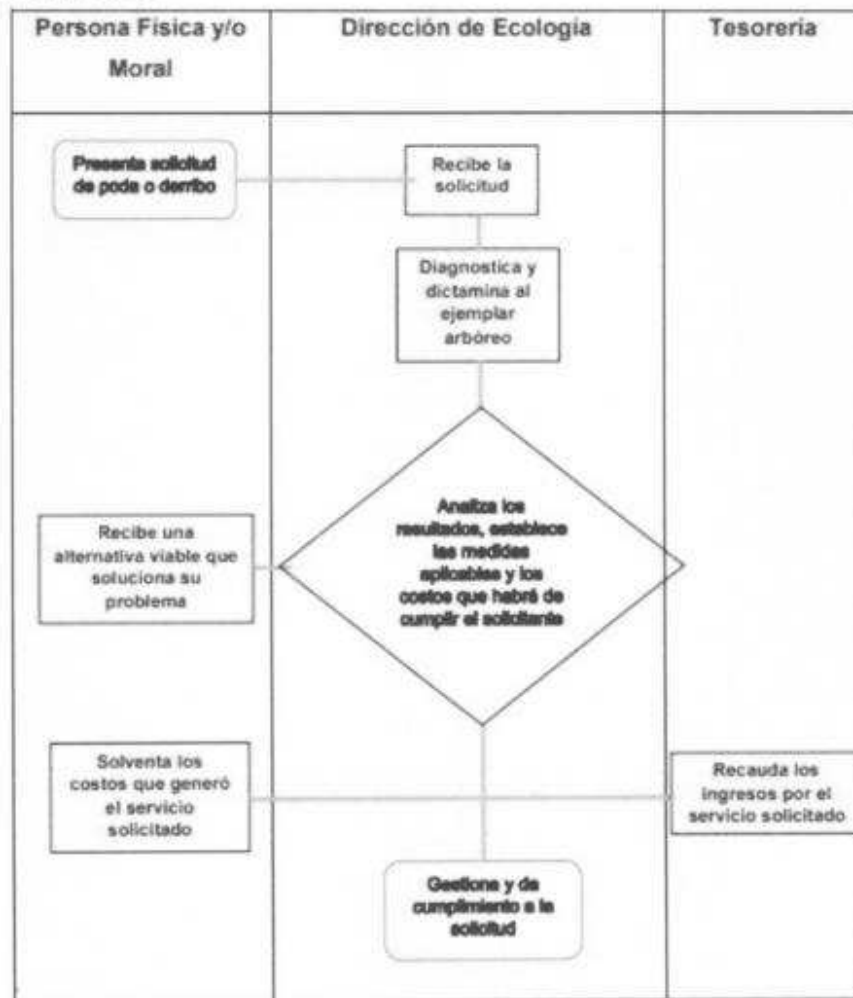 Persona Física y/o
Moral
Dirección de Ecología
Tesorería
Presenta solicitud
de poda o derribo
Recibe la
solicitud
Diagnostica y
dictamina al
ejemplar
arbóreo
Analiza los
resultados, establece
las medidas
aplicables y los
costos que habrá de
cumplir el solicitante
Recibe una
alternativa viable que
soluciona su
problema
Solventa los
costos que generó
el servicio
solicitado
Recauda los
ingresos por el
servicio solicitado
Gestiona y da
cumplimiento a la
solicitud